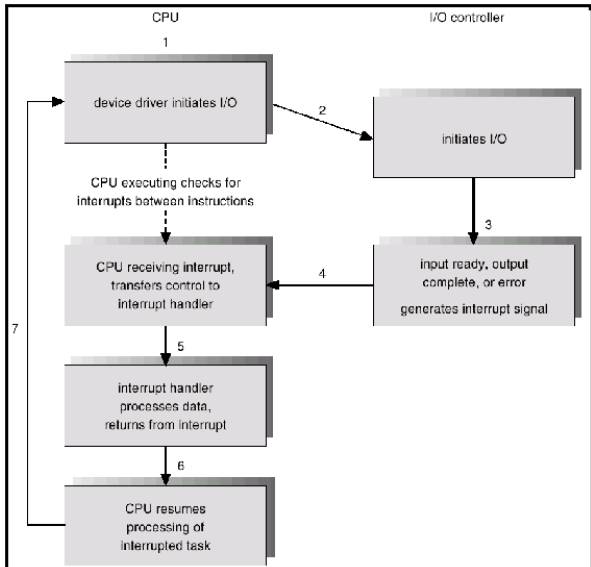 CPU
I/O controller
1
device driver initiates I/O
2
initiates I/O
CPU executing checks for
interrupts between instructions
3
CPU receiving interrupt,
transfers control to
interrupt handler
4
input ready, output
complete, or error
generates interrupt signal
7
5
interrupt handler
processes data,
returns from interrupt
6
CPU resumes
processing of
interrupted task